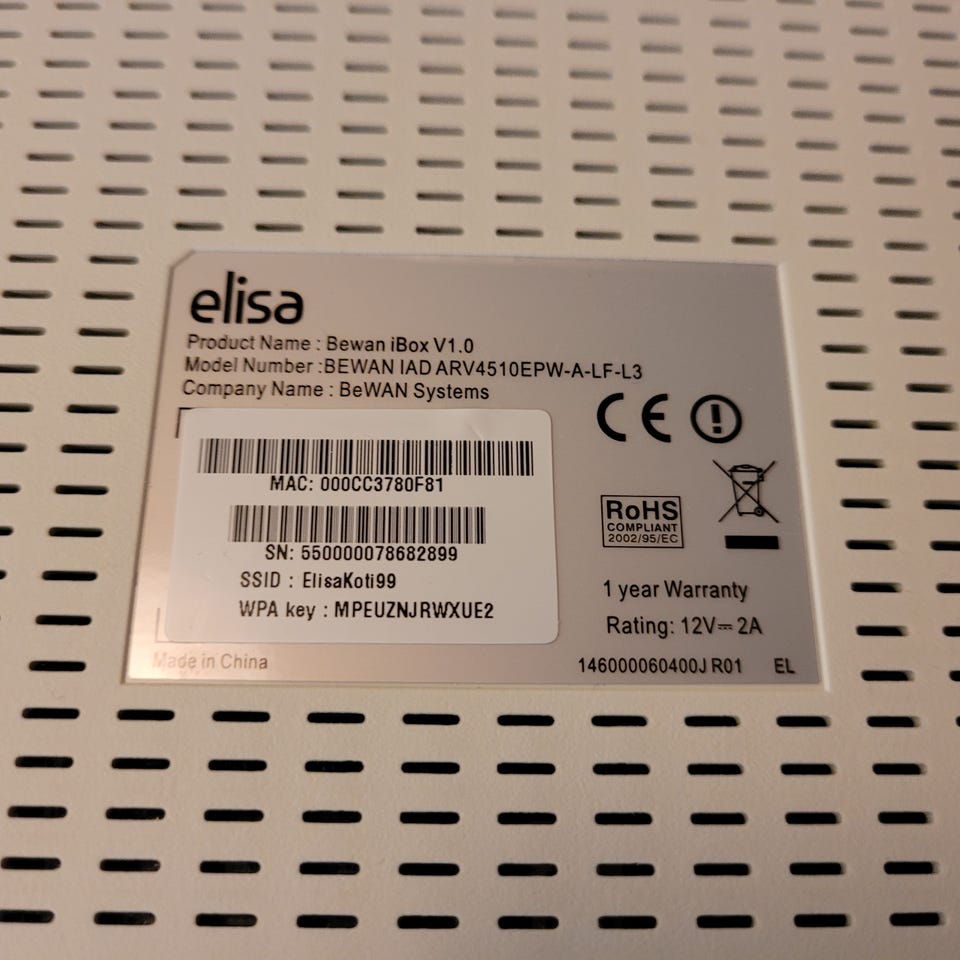 elisa
Product Name : Bewan iBox V1.0
Model Number :BEWAN IAD ARV4510EPW-A-LF-L3
Company Name : BeWAN Systems
MAC: 000CC3780F81
SN: 550000078682899
SSID : ElisaKoti99
WPA key : MPEUZNJRWXUE2
Made in China
CE
RoHS
COMPLIANT
2002/95/EC
1 year Warranty
Rating: 12V⎓ 2A
146000060400J R01 EL